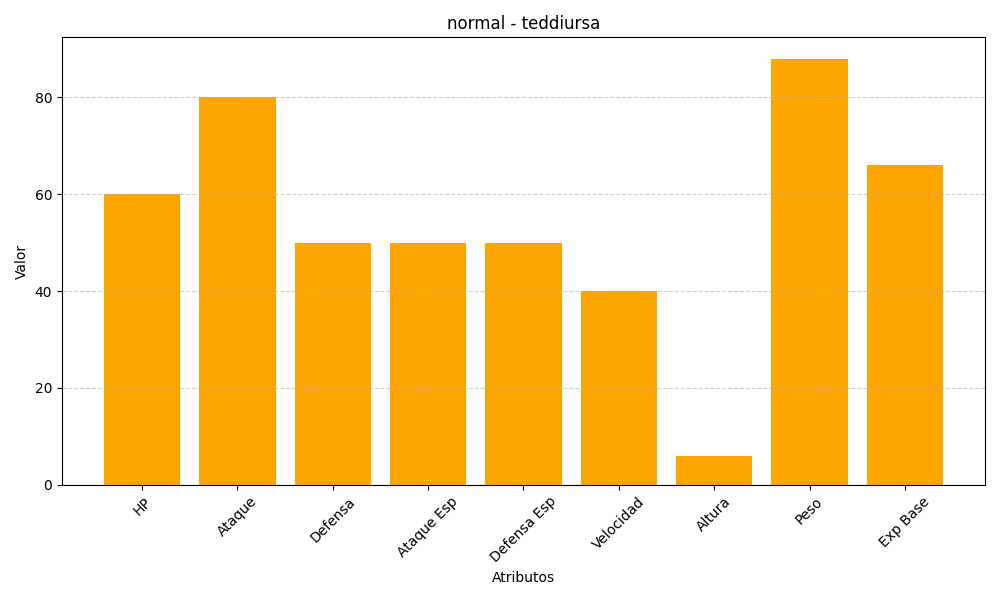 normal - teddiursa
Valor
80
60
40
20
0
HP
Ataque
Defensa
Ataque Esp
Defensa Esp
Velocidad
Altura
Peso
Exp Base
Atributos